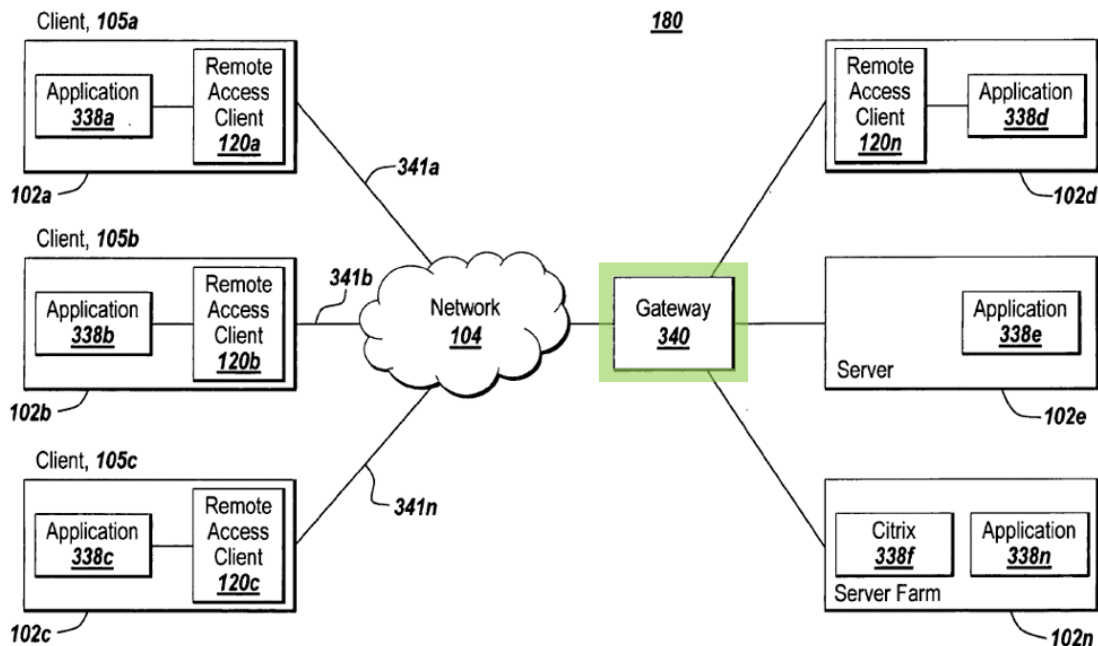 Client, 105a
180
Application
338a
Remote
Access
Client
120a
102a
341a
Remote
Access
Client
120n
Application
338d
102d
Client, 105b
Application
338b
Remote
Access
Client
120b
102b
341b
Network
104
Gateway
340
Application
338e
Server
102e
Client, 105c
Application
338c
Remote
Access
Client
120c
102c
341n
Citrix
338f
Application
338n
Server Farm
102n